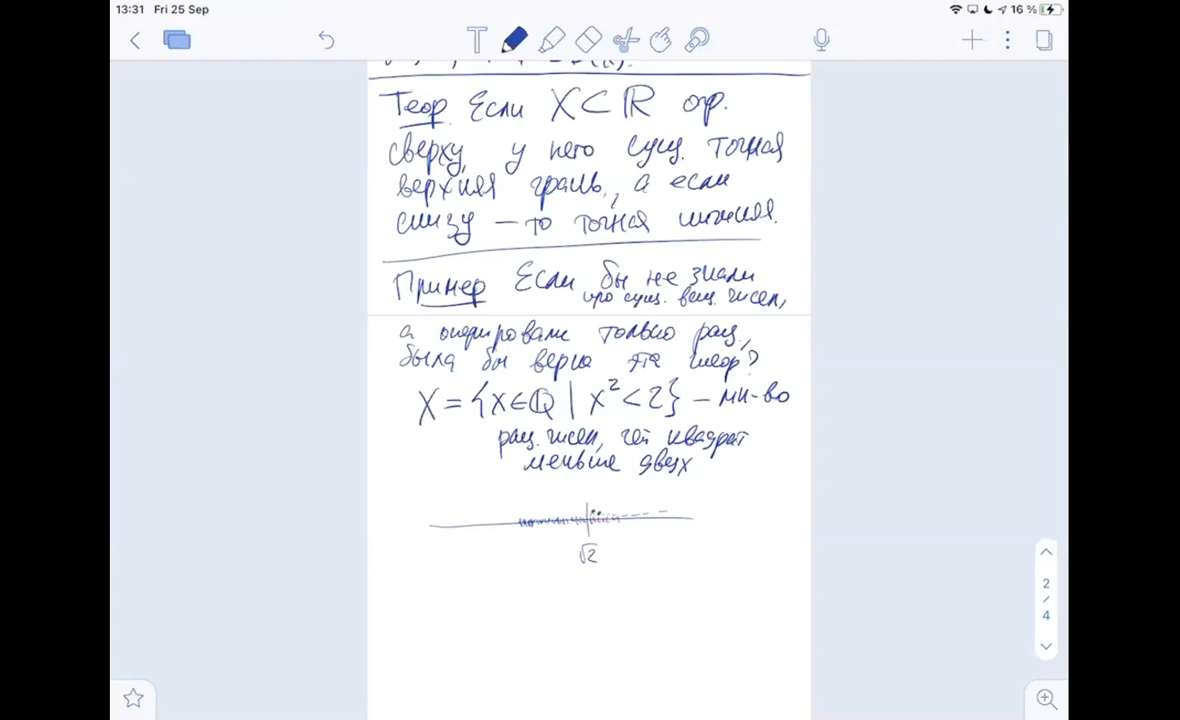 13:31 Fri 25 Sep
16 %
T
Теор. Если X⊂ℝ огр.
сверху, у него сущ. точная
верхняя грань, а если
снизу – то точная нижняя.
Пример Если бы не знали
про сущ. вещ. чисел,
а оперировали только рац.,
была бы верна эта теор?
X = {x∈ℚ | x² < 2} – мн-во
рац. чисел, чей квадрат
меньше двух
√2
2
/
4